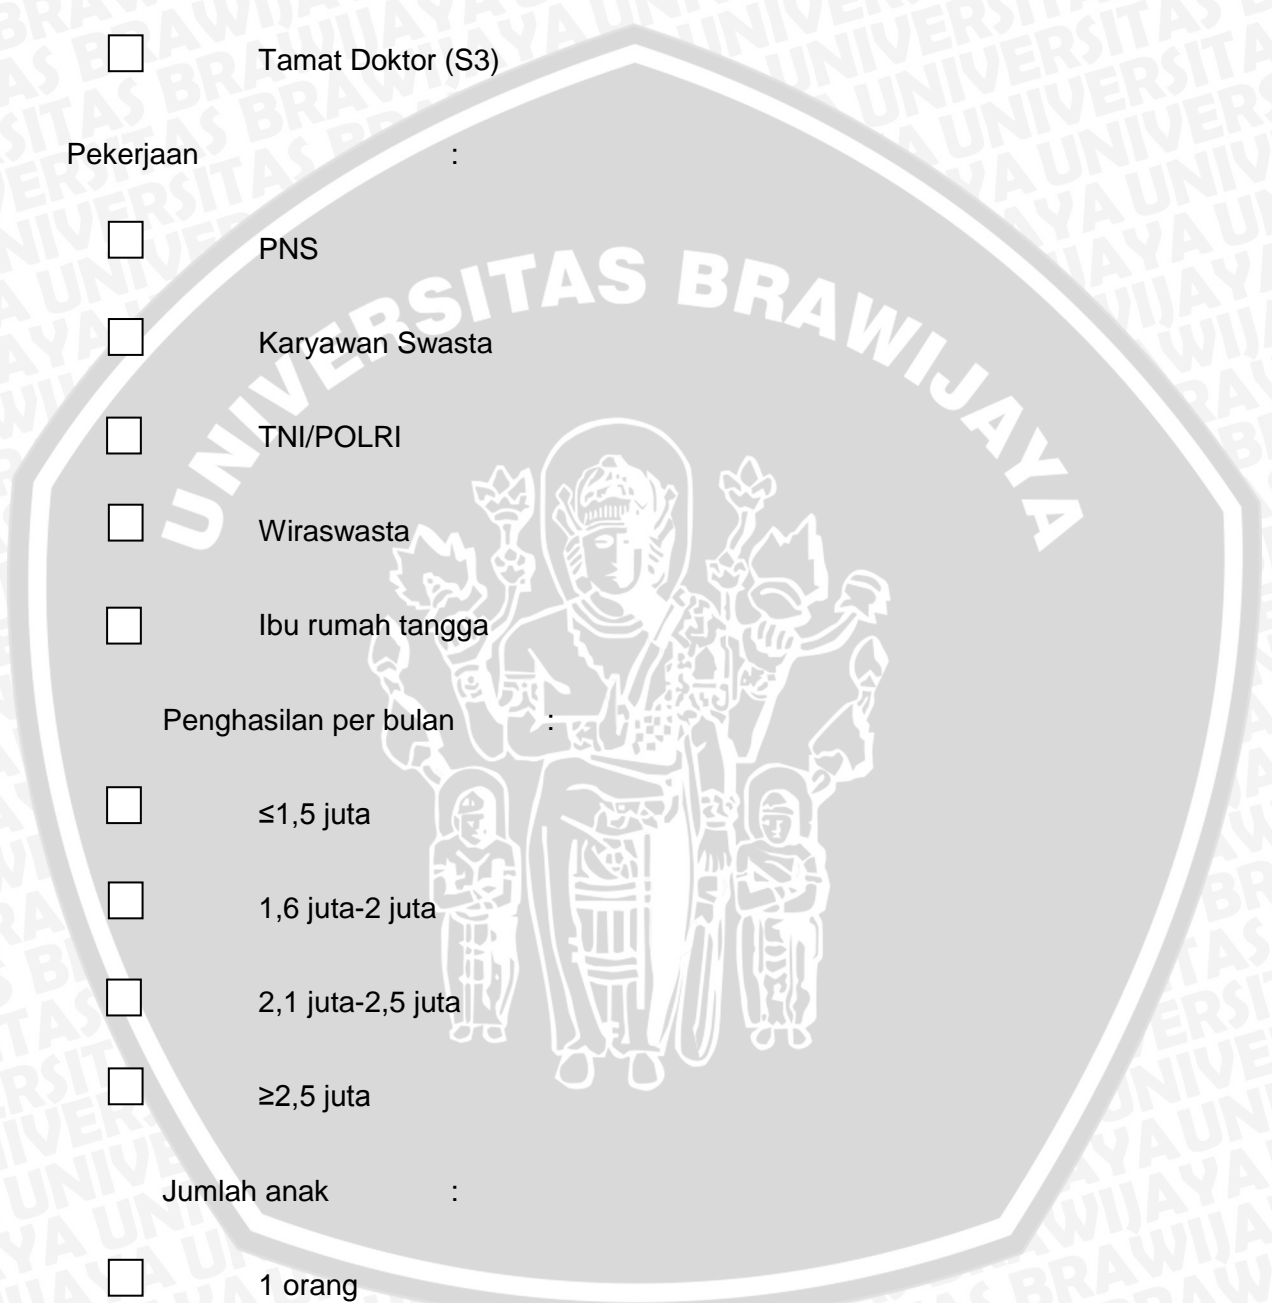 Tamat Doktor (S3)
Pekerjaan :
UNIVERSITAS BRAWIJAYA
PNS
Karyawan Swasta
TNI/POLRI
Wiraswasta
Ibu rumah tangga
Penghasilan per bulan :
≤1,5 juta
1,6 juta-2 juta
2,1 juta-2,5 juta
≥2,5 juta
Jumlah anak :
1 orang